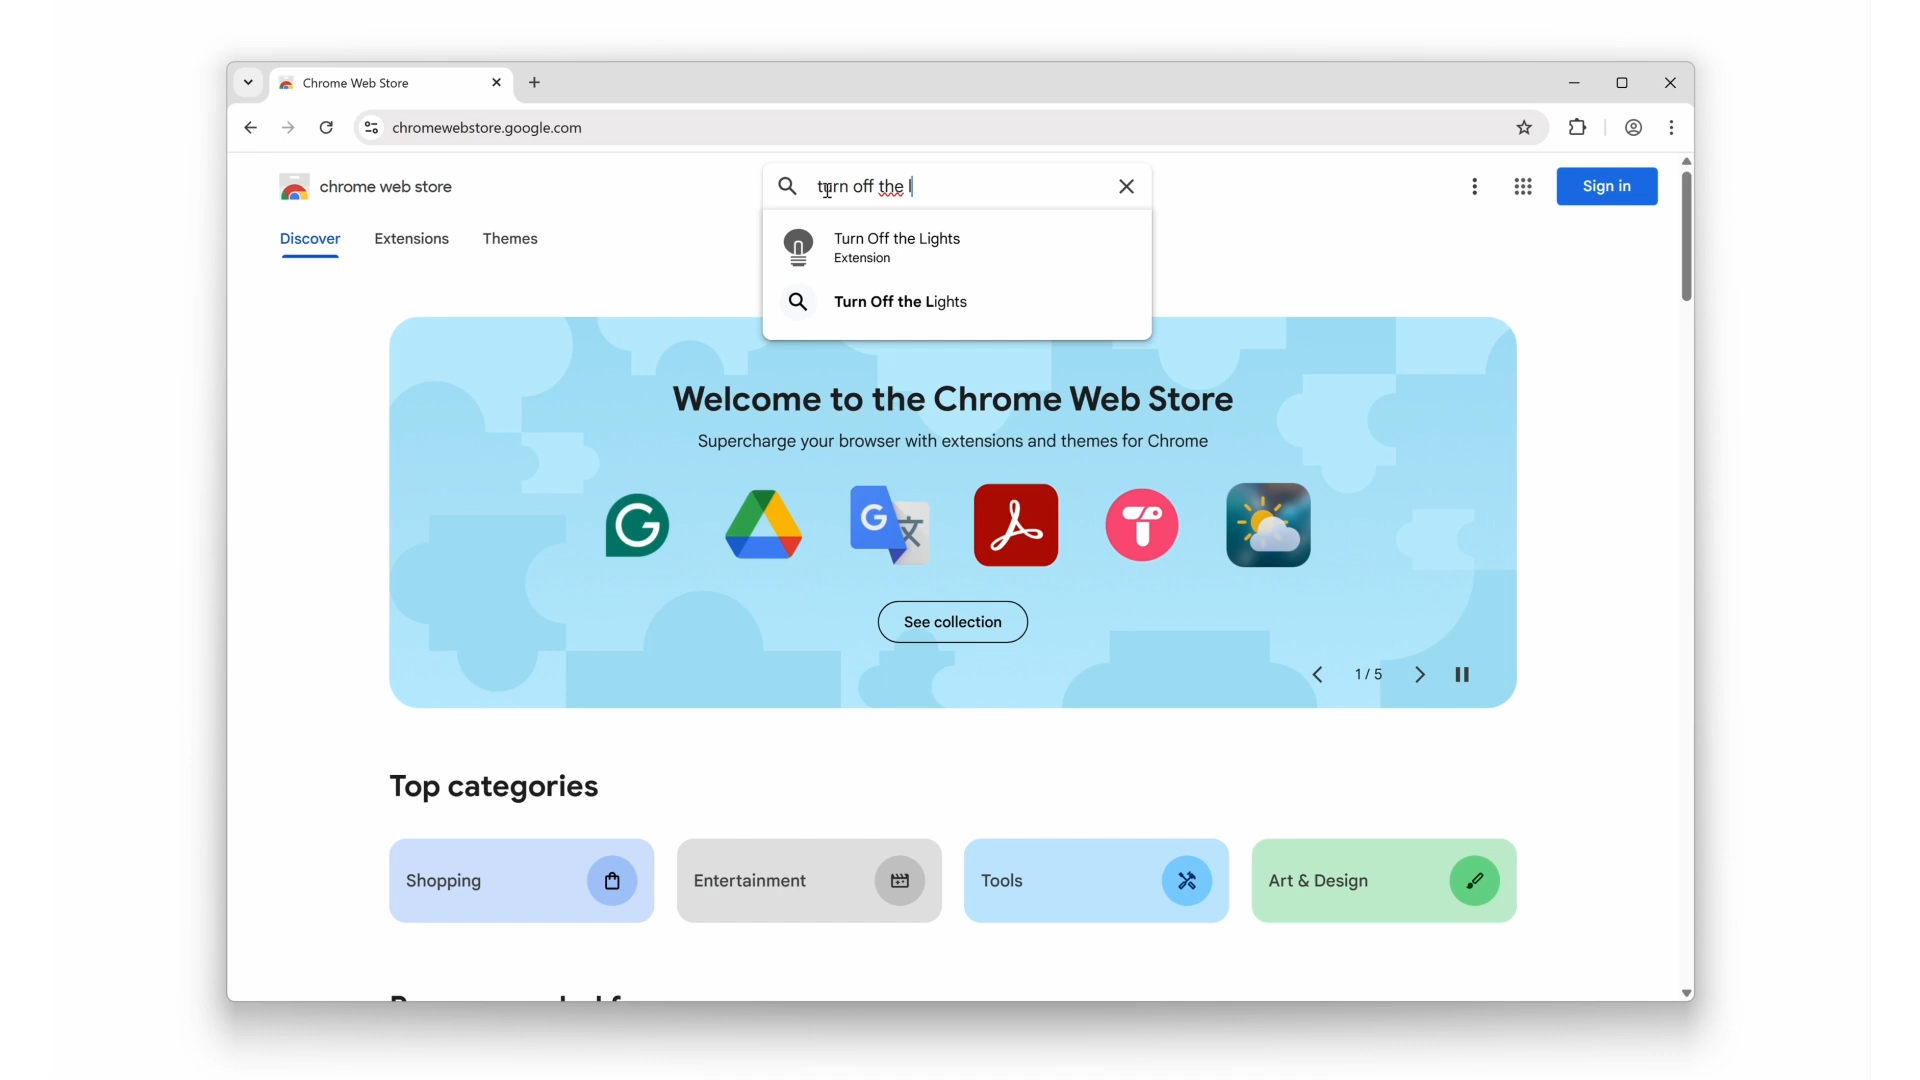 Chrome Web Store
chromewebstore.google.com
chrome web store
turn off the l
Sign in
Discover
Extensions
Themes
Turn Off the Lights
Extension
Turn Off the Lights
Welcome to the Chrome Web Store
Supercharge your browser with extensions and themes for Chrome
See collection
1 / 5
Top categories
Shopping
Entertainment
Tools
Art & Design